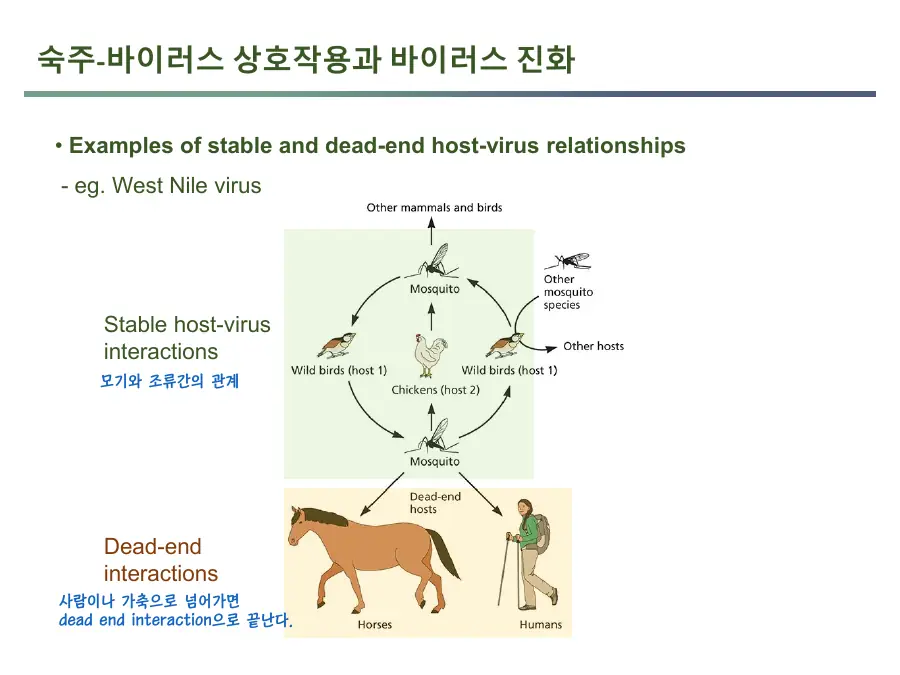 숙주-바이러스 상호작용과 바이러스 진화
• Examples of stable and dead-end host-virus relationships
- eg. West Nile virus
Other mammals and birds
Mosquito
Other
mosquito
species
Stable host-virus
interactions
모기와 조류간의 관계
Other hosts
Wild birds (host 1)
Wild birds (host 1)
Chickens (host 2)
Mosquito
Dead-end
hosts
Dead-end
interactions
사람이나 가축으로 넘어가면
dead end interaction으로 끝난다.
Horses
Humans